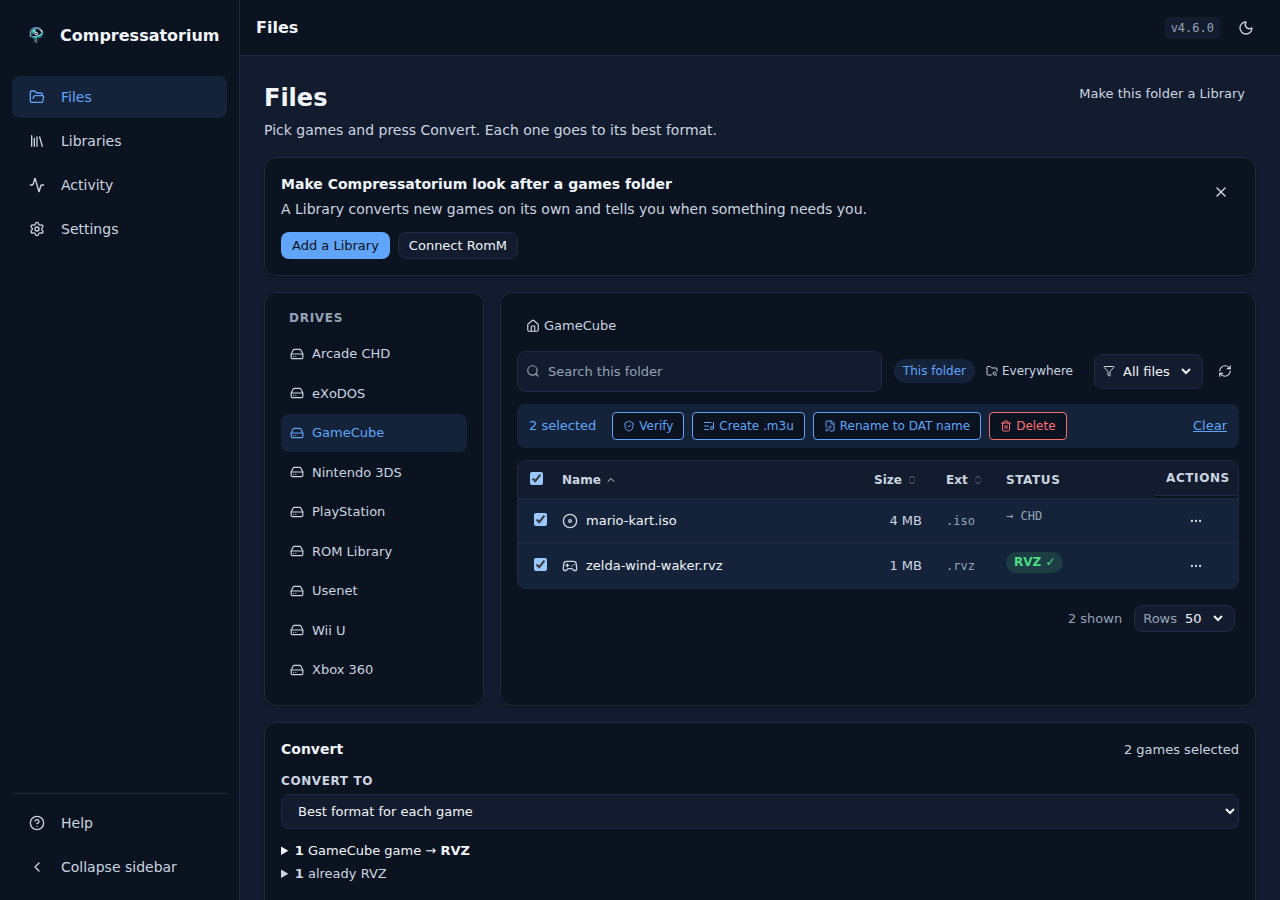 Compressatorium
Files
v4.6.0
Files
Libraries
Activity
Settings
Help
Collapse sidebar
Files
Make this folder a Library
Pick games and press Convert. Each one goes to its best format.
Make Compressatorium look after a games folder
A Library converts new games on its own and tells you when something needs you.
Add a Library
Connect RomM
DRIVES
Arcade CHD
eXoDOS
GameCube
Nintendo 3DS
PlayStation
ROM Library
Usenet
Wii U
Xbox 360
GameCube
Search this folder
This folder
Everywhere
All files
2 selected
Verify
Create .m3u
Rename to DAT name
Delete
Clear
Name
Size
Ext
STATUS
ACTIONS
mario-kart.iso
4 MB
.iso
→ CHD
zelda-wind-waker.rvz
1 MB
.rvz
RVZ ✓
2 shown
Rows 50
Convert
2 games selected
CONVERT TO
Best format for each game
1 GameCube game → RVZ
1 already RVZ